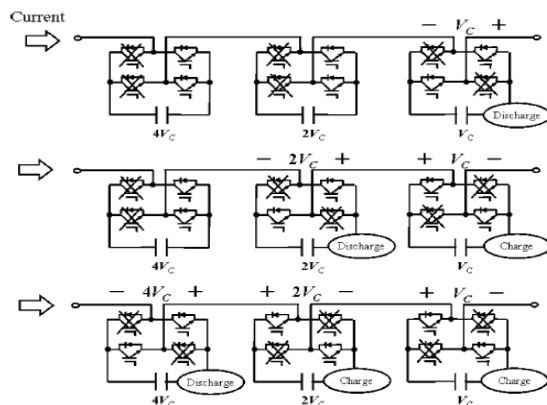 Current
− V_C +
4V_C 2V_C V_C Discharge
− 2V_C + + V_C −
4V_C 2V_C Discharge V_C Charge
− 4V_C + + 2V_C − + V_C −
4V_C Discharge 2V_C Charge V_C Charge